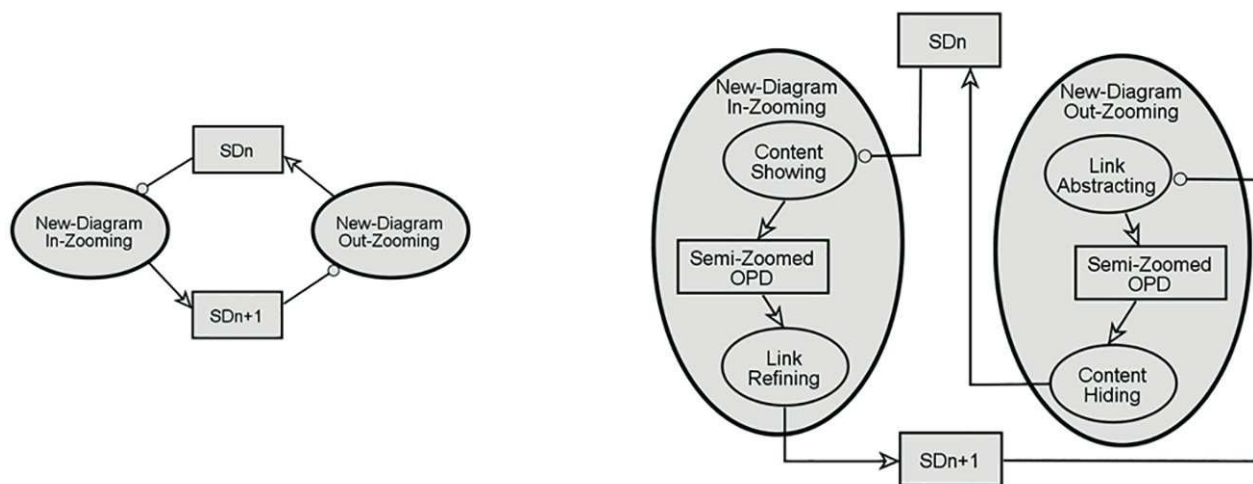 SDn
New-Diagram
In-Zooming
New-Diagram
Out-Zooming
SDn+1
SDn
New-Diagram
In-Zooming
Content
Showing
Semi-Zoomed
OPD
Link
Refining
New-Diagram
Out-Zooming
Link
Abstracting
Semi-Zoomed
OPD
Content
Hiding
SDn+1